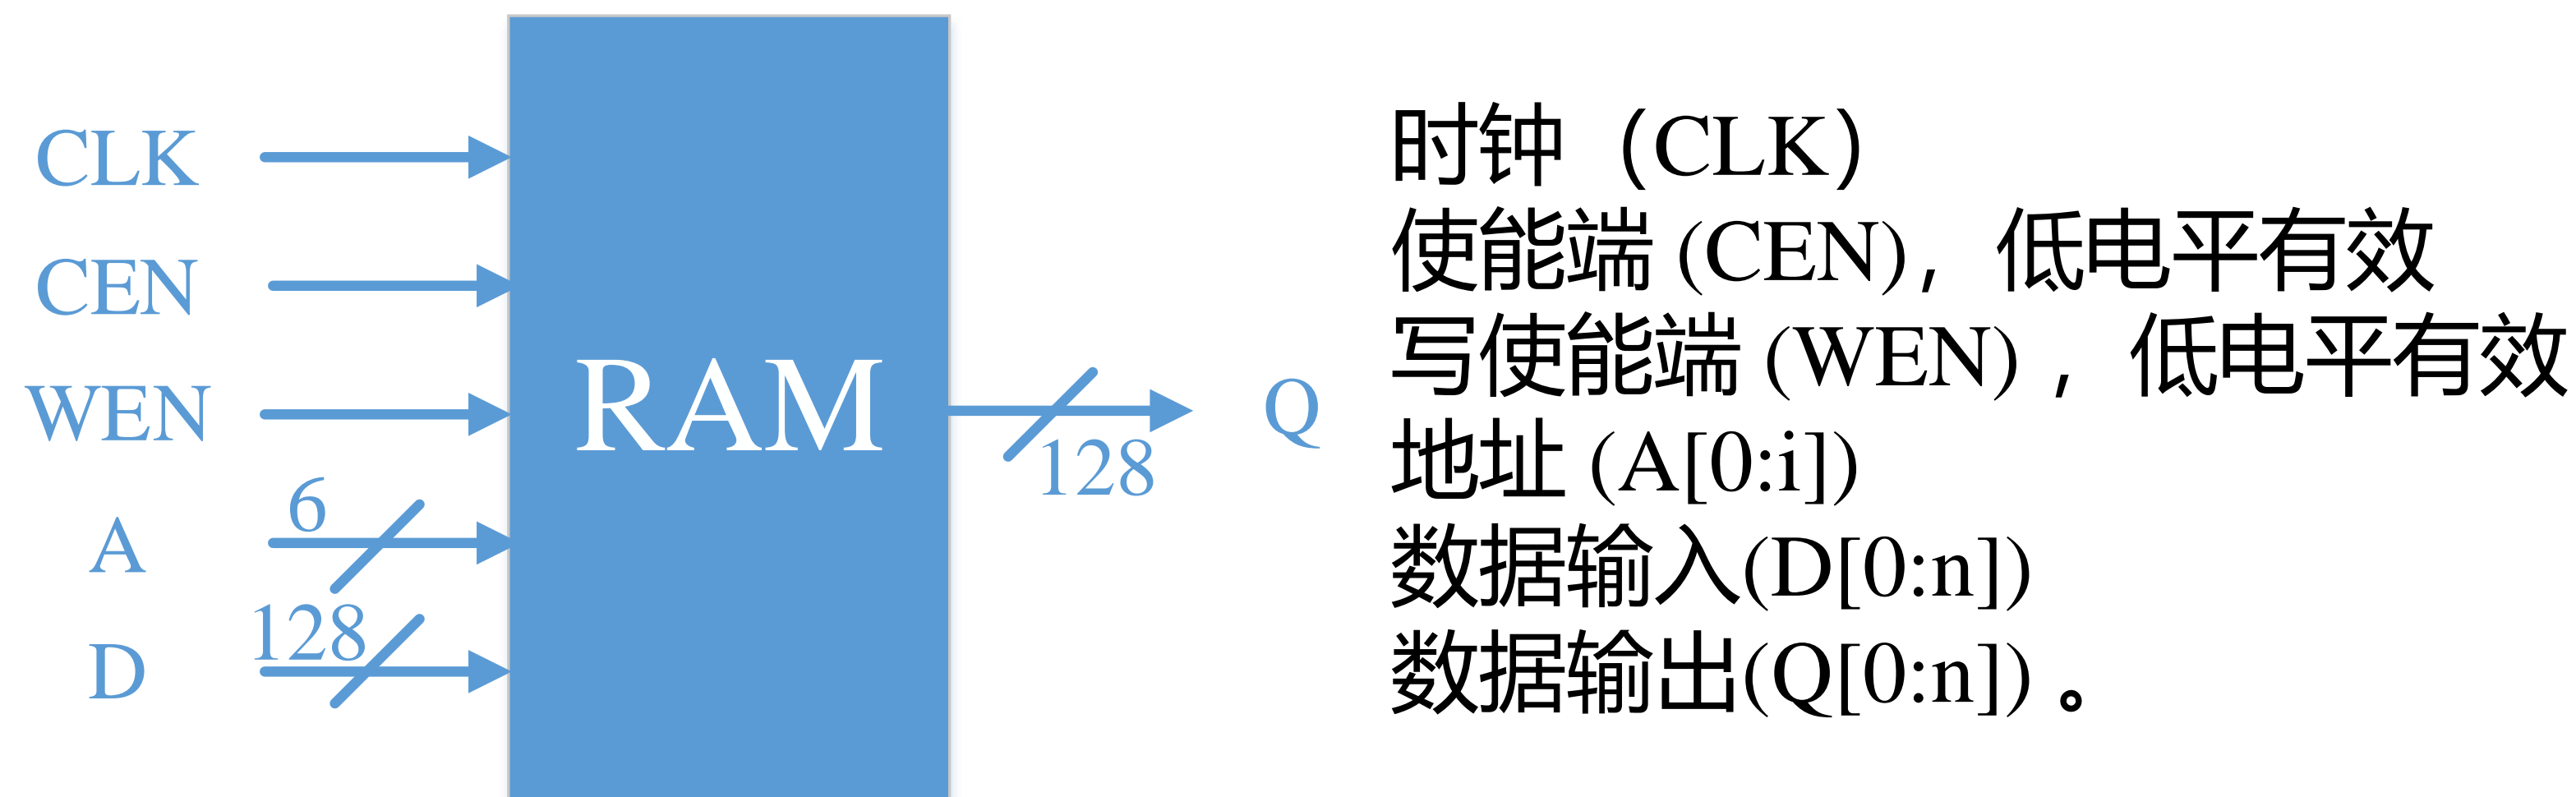 CLK
CEN
WEN
6
A
128
D
RAM
128
Q
时钟（CLK）
使能端 (CEN)，低电平有效
写使能端 (WEN) ，低电平有效
地址 (A[0:i])
数据输入(D[0:n])
数据输出(Q[0:n]) 。